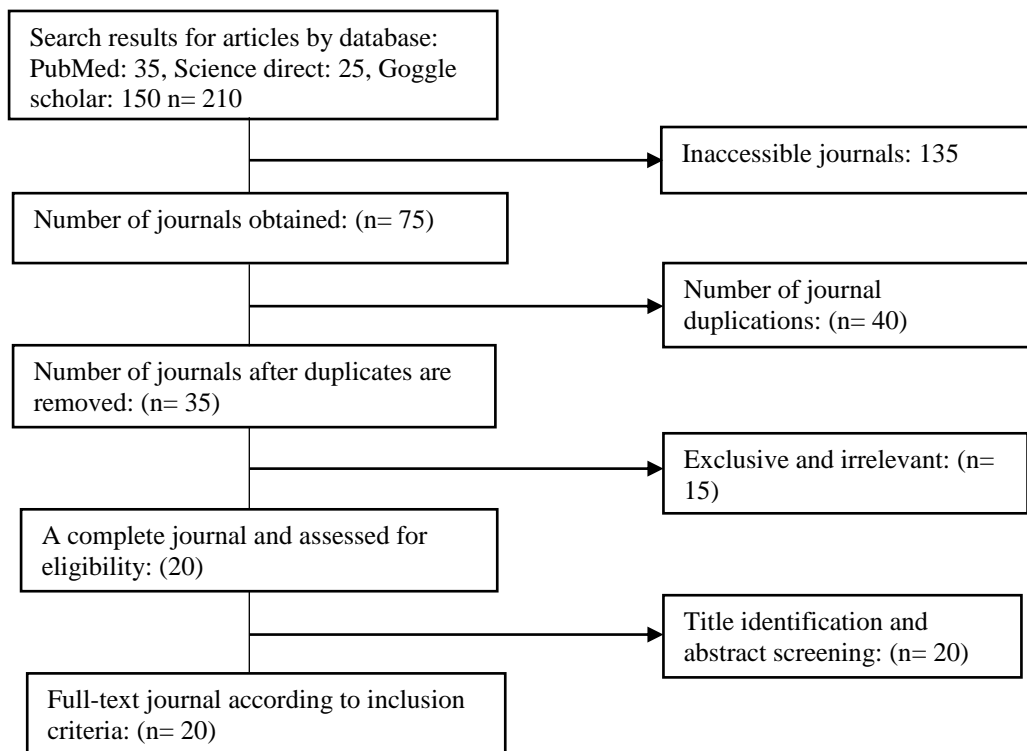 Search results for articles by database:
PubMed: 35, Science direct: 25, Goggle
scholar: 150 n= 210
Inaccessible journals: 135
Number of journals obtained: (n= 75)
Number of journal
duplications: (n= 40)
Number of journals after duplicates are
removed: (n= 35)
Exclusive and irrelevant: (n=
15)
A complete journal and assessed for
eligibility: (20)
Title identification and
abstract screening: (n= 20)
Full-text journal according to inclusion
criteria: (n= 20)